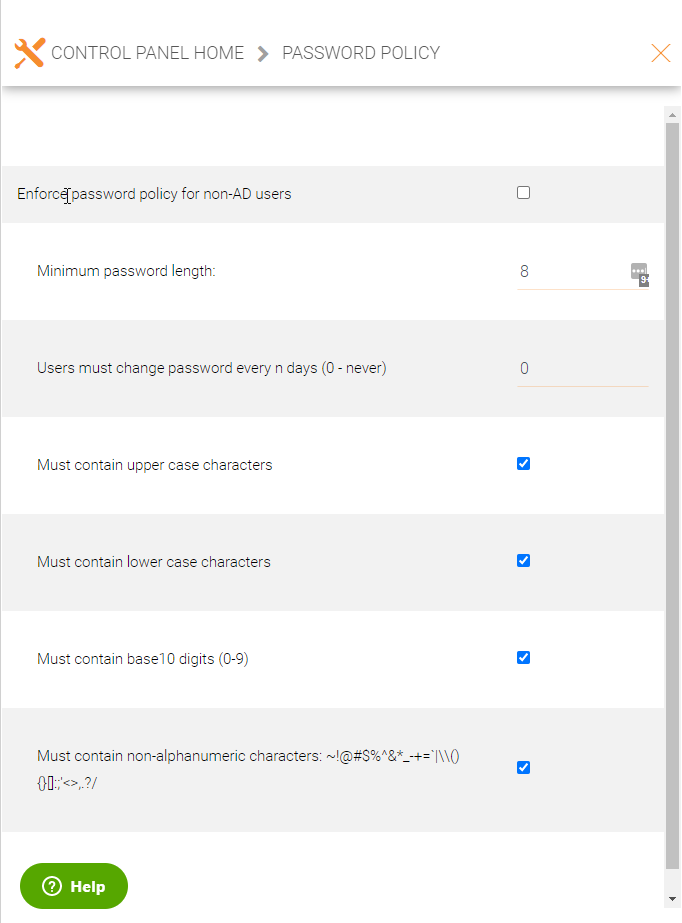 CONTROL PANEL HOME > PASSWORD POLICY
Enforce password policy for non-AD users
Minimum password length: 8
Users must change password every n days (0 - never) 0
Must contain upper case characters
Must contain lower case characters
Must contain base10 digits (0-9)
Must contain non-alphanumeric characters: ~!@#$%^&*_-+=`|\\()
{}[]:;'<>,.?/
Help